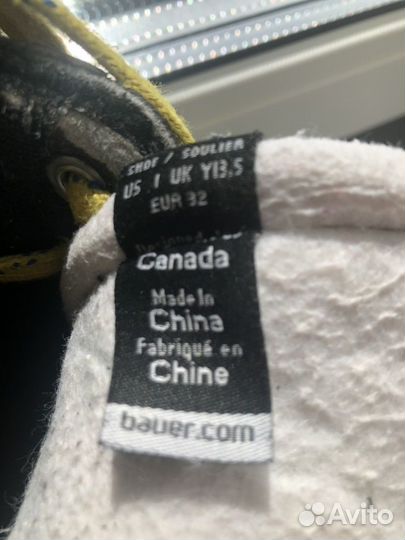 SHOE / SOULIER
US 1 UK Y13.5
EUR 32
Designed
Canada
Made In
China
Fabriqué en
Chine
bauer.com
Avito